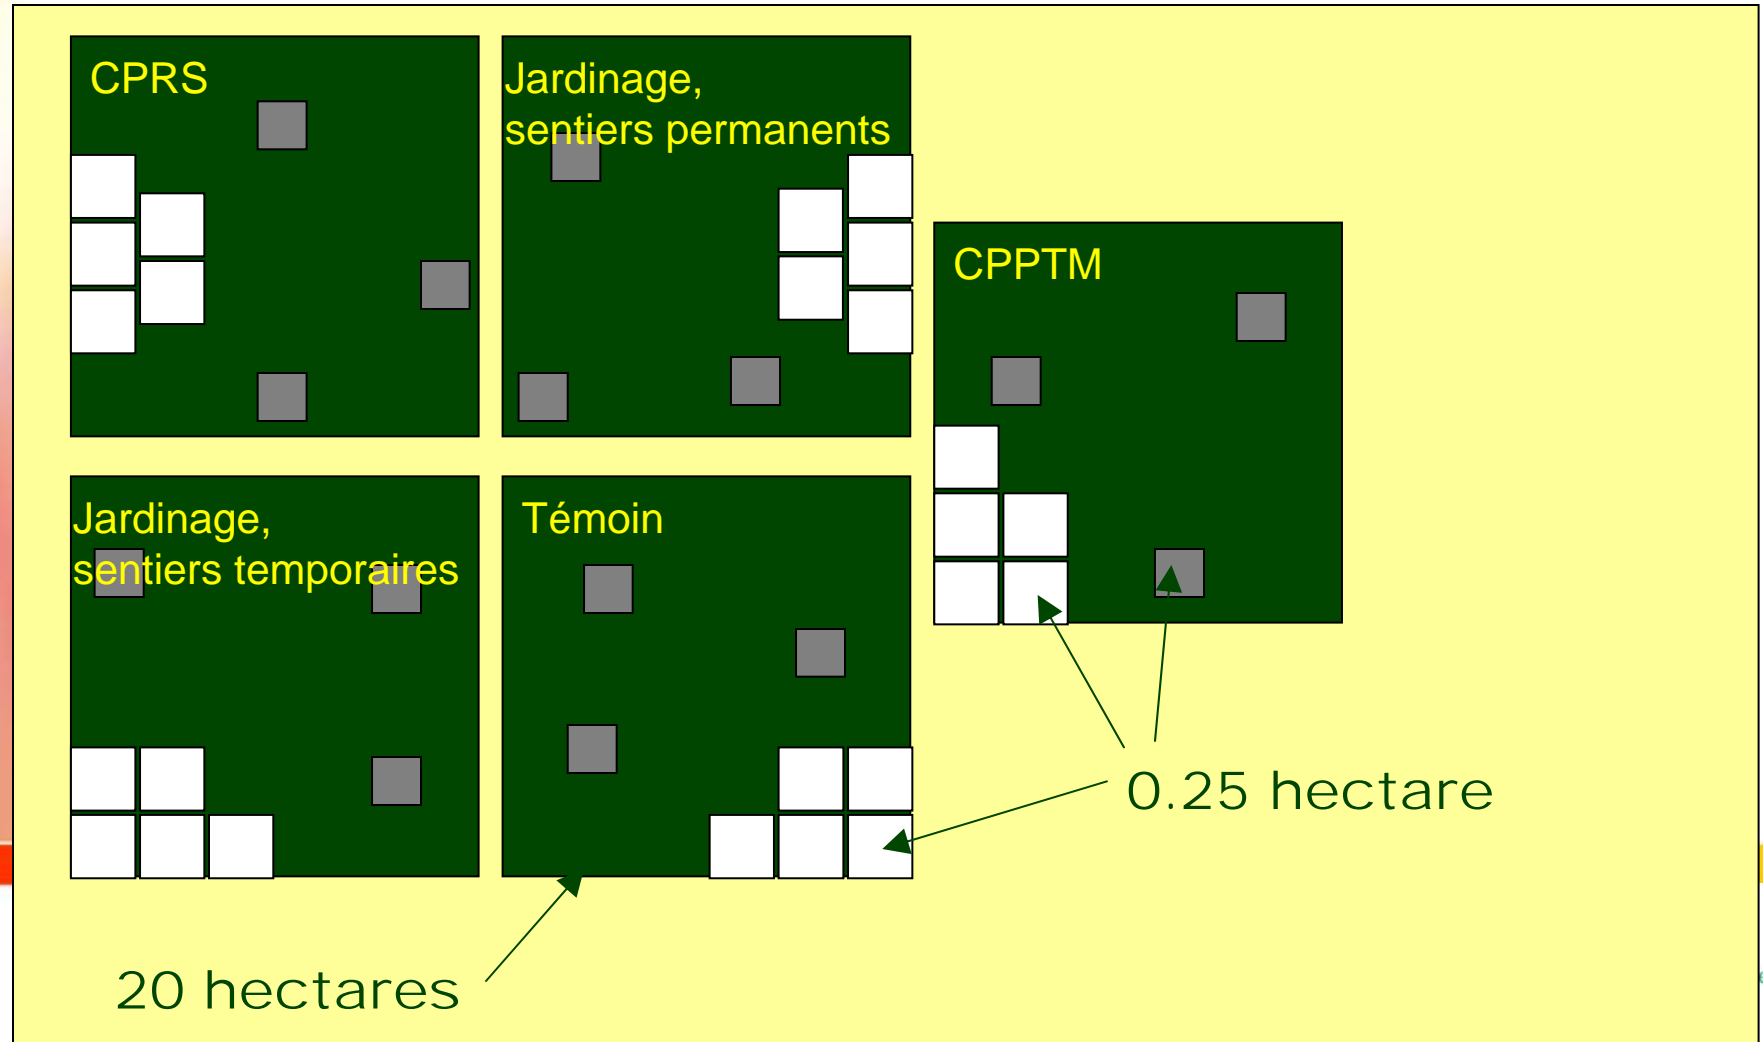 CPRS
Jardinage,
sentiers permanents
CPPTM
Jardinage,
sentiers temporaires
Témoin
0.25 hectare
20 hectares